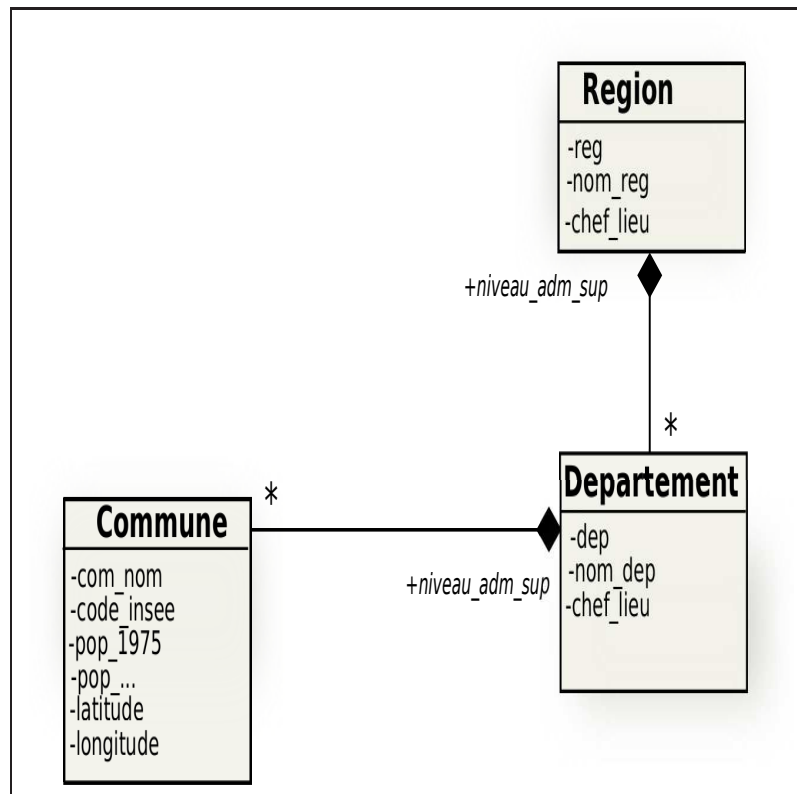 Region
-reg
-nom_reg
-chef_lieu
+niveau_adm_sup
*
Departement
-dep
-nom_dep
-chef_lieu
*
+niveau_adm_sup
Commune
-com_nom
-code_insee
-pop_1975
-pop_...
-latitude
-longitude